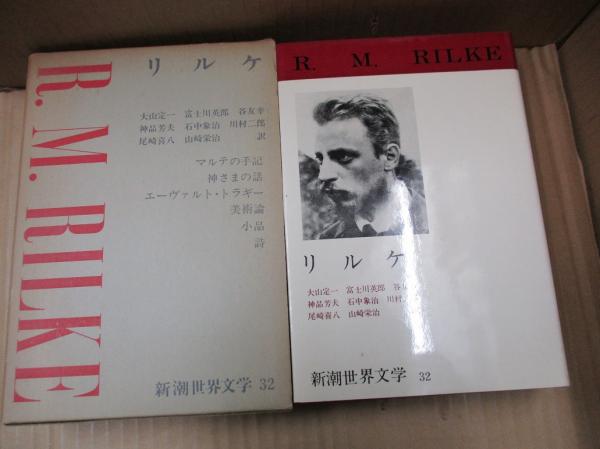 R. M. RILKE
リルケ
大山定一 富士川英郎 谷友幸
神品芳夫 石中象治 川村二郎
尾崎喜八 山崎栄治 訳
マルテの手記
神さまの話
エーヴァルト・トラギー
美術論
小品
詩
新潮世界文学 32
R. M. RILKE
リルケ
大山定一 富士川英郎 谷
神品芳夫 石中象治 川村
尾崎喜八 山崎栄治
新潮世界文学 32